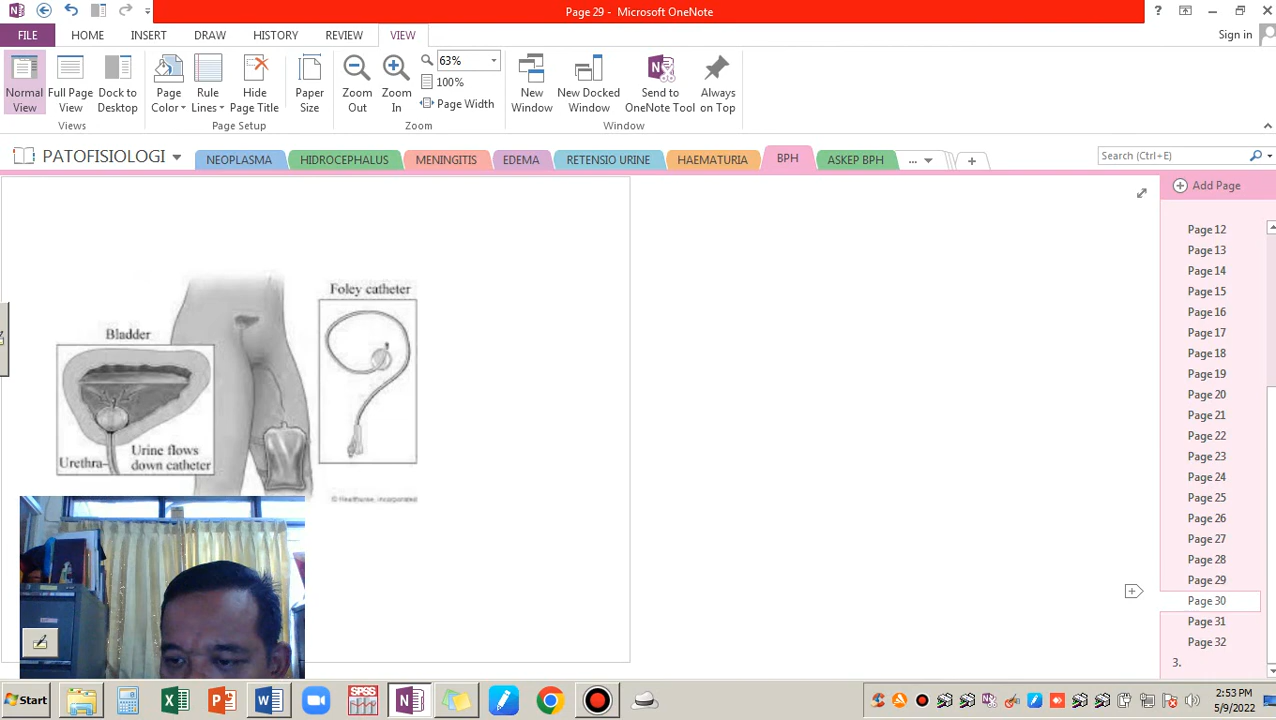 Page 29 - Microsoft OneNote
?
FILE
HOME
INSERT
DRAW
HISTORY
REVIEW
VIEW
Sign in
Normal View
Full Page View
Dock to Desktop
Page Color
Rule Lines
Hide Page Title
Paper Size
Zoom Out
Zoom In
63%
100%
Page Width
New Window
New Docked Window
Send to OneNote Tool
Always on Top
Views
Page Setup
Zoom
Window
PATOFISIOLOGI
NEOPLASMA
HIDROCEPHALUS
MENINGITIS
EDEMA
RETENSIO URINE
HAEMATURIA
BPH
ASKEP BPH
...
Search (Ctrl+E)
Add Page
Page 12
Page 13
Page 14
Page 15
Page 16
Page 17
Page 18
Page 19
Page 20
Page 21
Page 22
Page 23
Page 24
Page 25
Page 26
Page 27
Page 28
Page 29
Page 30
Page 31
Page 32
3.
Foley catheter
Bladder
Urine flows
down catheter
Urethra
Start
SPSS
2:53 PM
5/9/2022